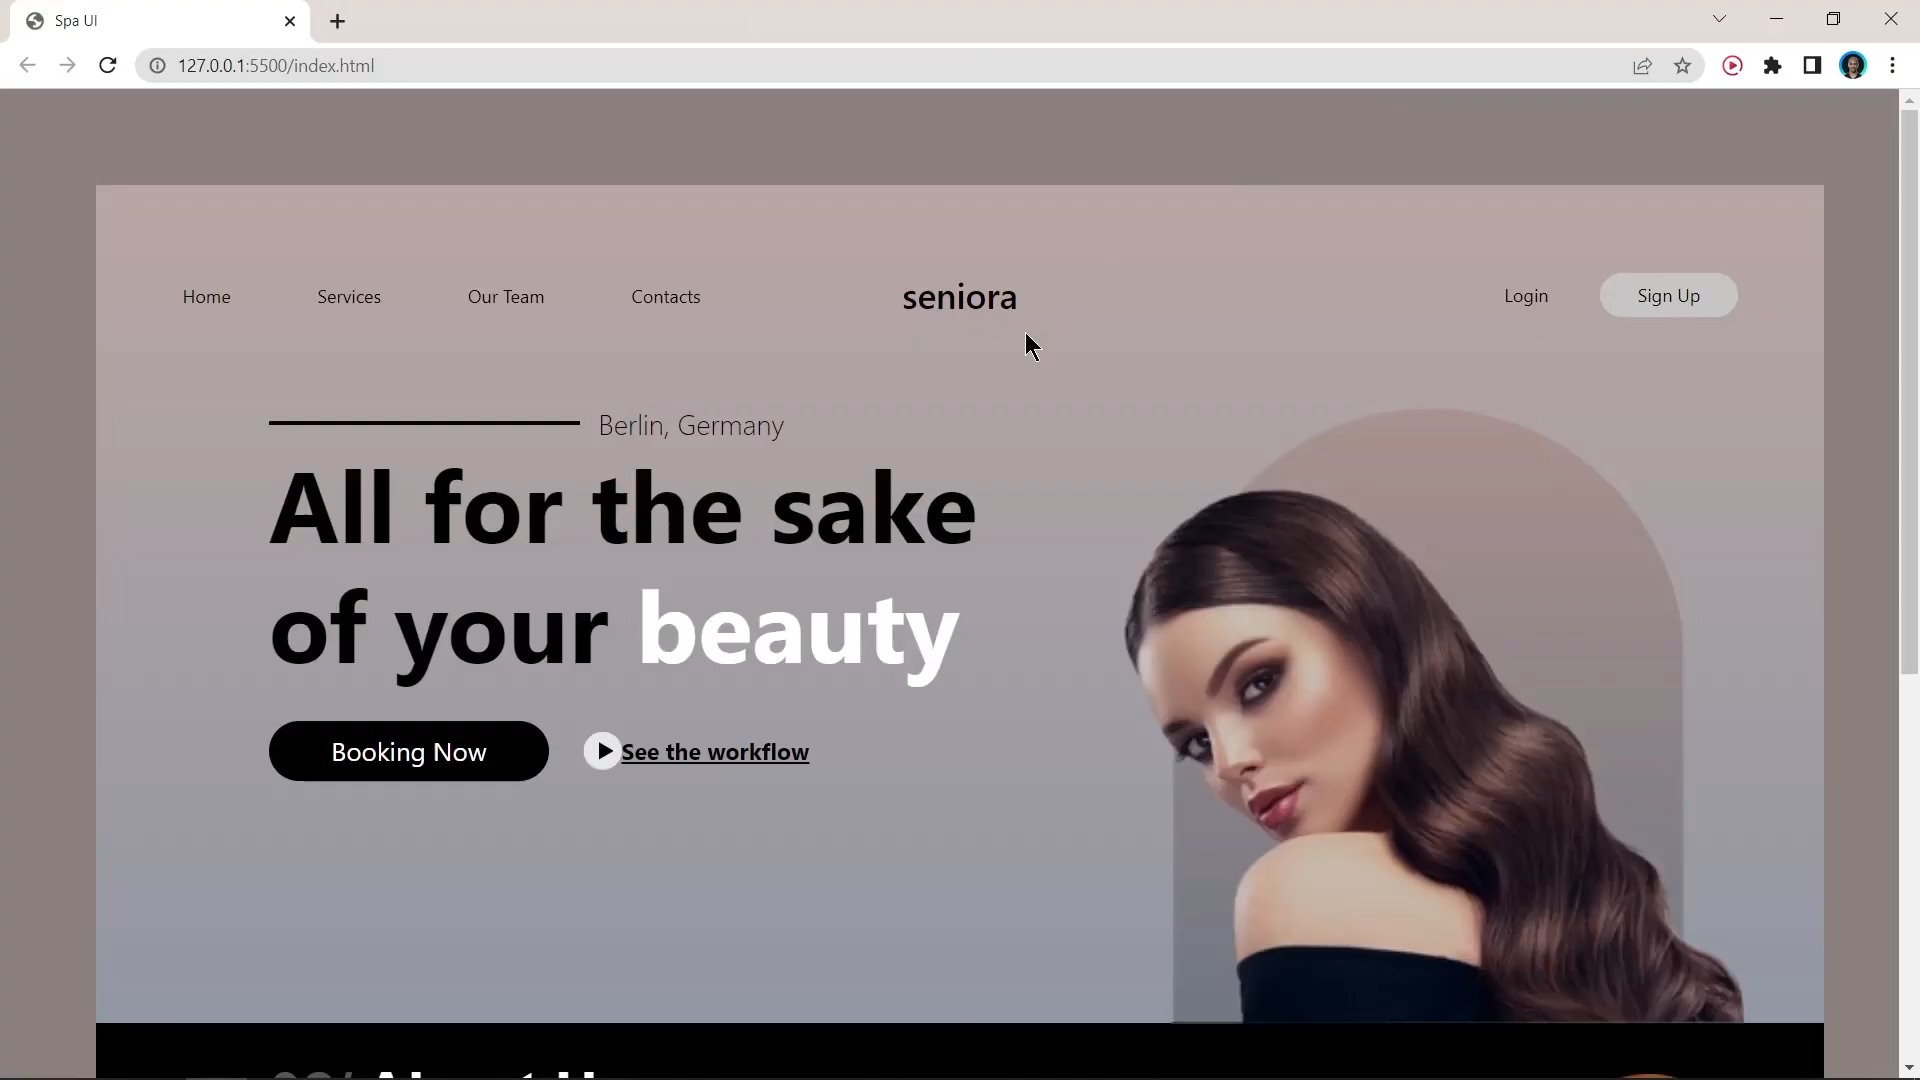 Spa UI
127.0.0.1:5500/index.html
Home Services Our Team Contacts seniora Login Sign Up
Berlin, Germany
All for the sake
of your beauty
Booking Now See the workflow